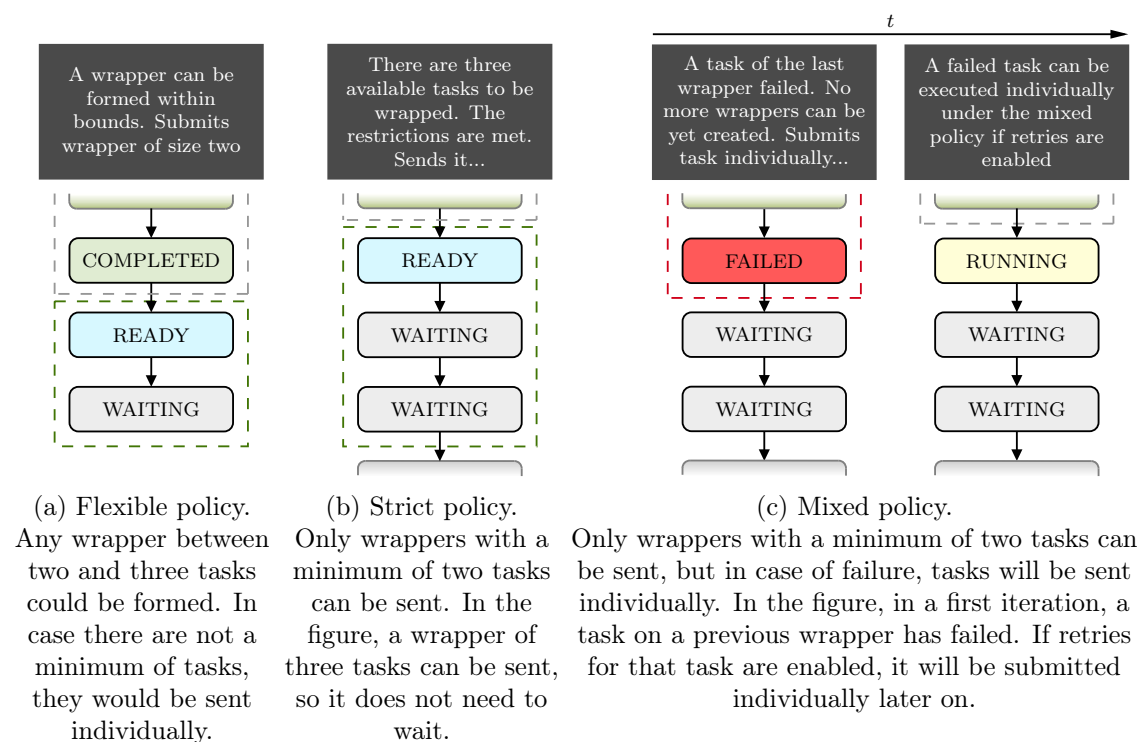 t
A wrapper can be
formed within
bounds. Submits
wrapper of size two
COMPLETED
READY
WAITING
(a) Flexible policy.
Any wrapper between
two and three tasks
could be formed. In
case there are not a
minimum of tasks,
they would be sent
individually.
There are three
available tasks to be
wrapped. The
restrictions are met.
Sends it...
READY
WAITING
WAITING
(b) Strict policy.
Only wrappers with a
minimum of two tasks
can be sent. In the
figure, a wrapper of
three tasks can be sent,
so it does not need to
wait.
A task of the last
wrapper failed. No
more wrappers can be
yet created. Submits
task individually...
FAILED
WAITING
WAITING
A failed task can be
executed individually
under the mixed
policy if retries are
enabled
RUNNING
WAITING
WAITING
(c) Mixed policy.
Only wrappers with a minimum of two tasks can
be sent, but in case of failure, tasks will be sent
individually. In the figure, in a first iteration, a
task on a previous wrapper has failed. If retries
for that task are enabled, it will be submitted
individually later on.